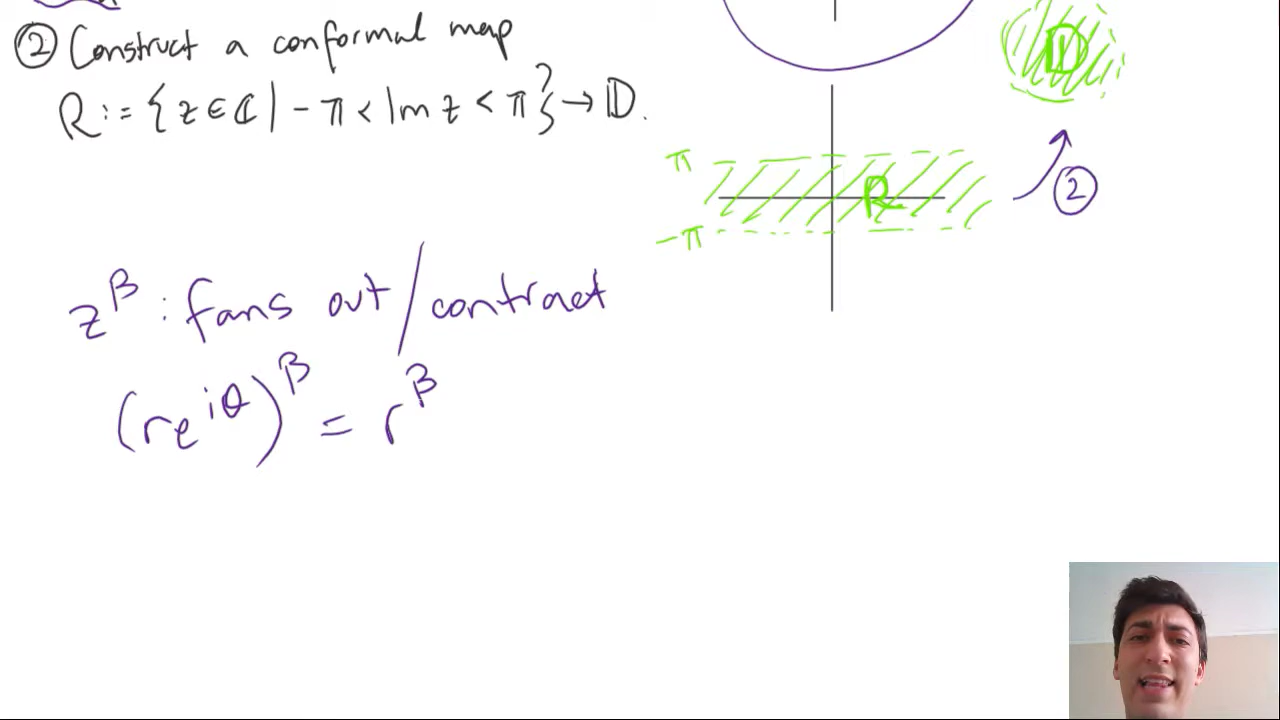 ② Construct a conformal map
R := {z ∈ ℂ | -π < Im z < π} → 𝔻.
𝔻
π
R
②
-π
z^β : fans out / contract
(re^{iθ})^β = r^β